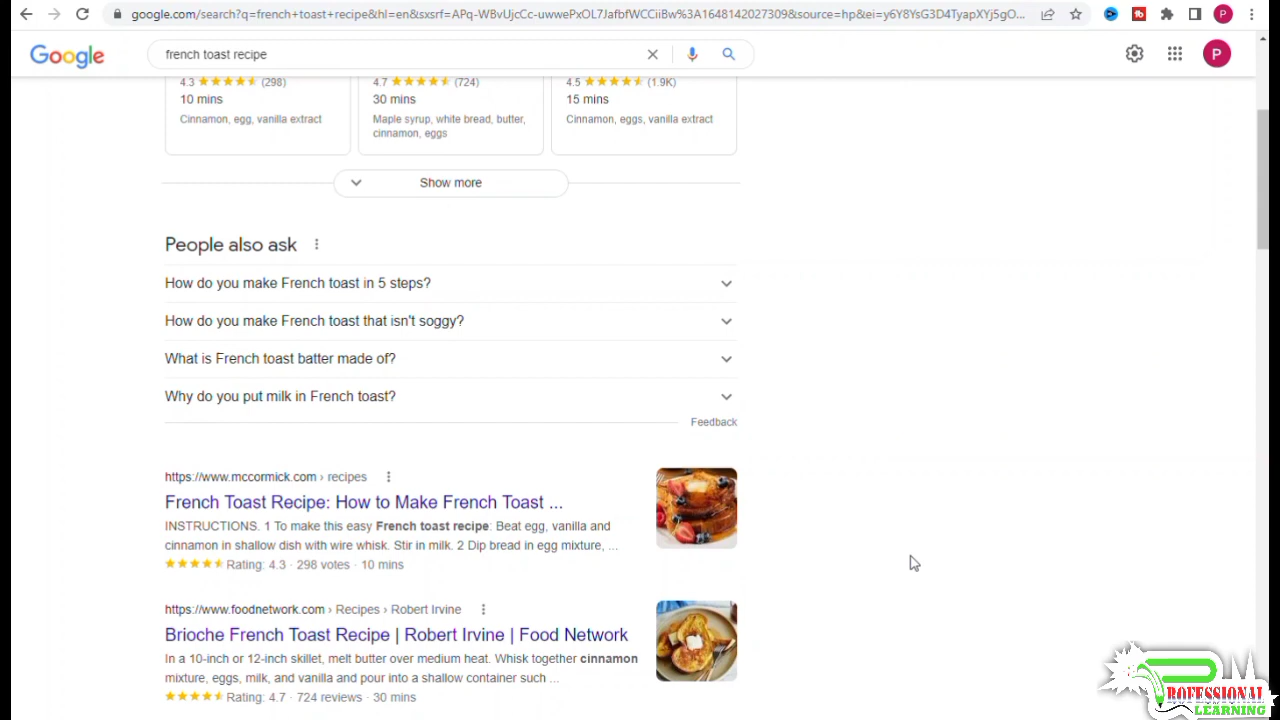 google.com/search?q=french+toast+recipe&hl=en&sxsrf=APq-WBvUjcCc-uwwePxOL7JafbfWCCiiBw%3A1648142027309&source=hp&ei=y6Y8YsG3D4TyapXYj5gO...
P
Google
french toast recipe
P
4.3 (298)
10 mins
Cinnamon, egg, vanilla extract
4.7 (724)
30 mins
Maple syrup, white bread, butter,
cinnamon, eggs
4.5 (1.9K)
15 mins
Cinnamon, eggs, vanilla extract
Show more
People also ask
How do you make French toast in 5 steps?
How do you make French toast that isn't soggy?
What is French toast batter made of?
Why do you put milk in French toast?
Feedback
https://www.mccormick.com › recipes
French Toast Recipe: How to Make French Toast ...
INSTRUCTIONS. 1 To make this easy French toast recipe: Beat egg, vanilla and
cinnamon in shallow dish with wire whisk. Stir in milk. 2 Dip bread in egg mixture, ...
Rating: 4.3 · 298 votes · 10 mins
https://www.foodnetwork.com › Recipes › Robert Irvine
Brioche French Toast Recipe | Robert Irvine | Food Network
In a 10-inch or 12-inch skillet, melt butter over medium heat. Whisk together cinnamon
mixture, eggs, milk, and vanilla and pour into a shallow container such ...
Rating: 4.7 · 724 reviews · 30 mins
PROFESSIONAL
LEARNING